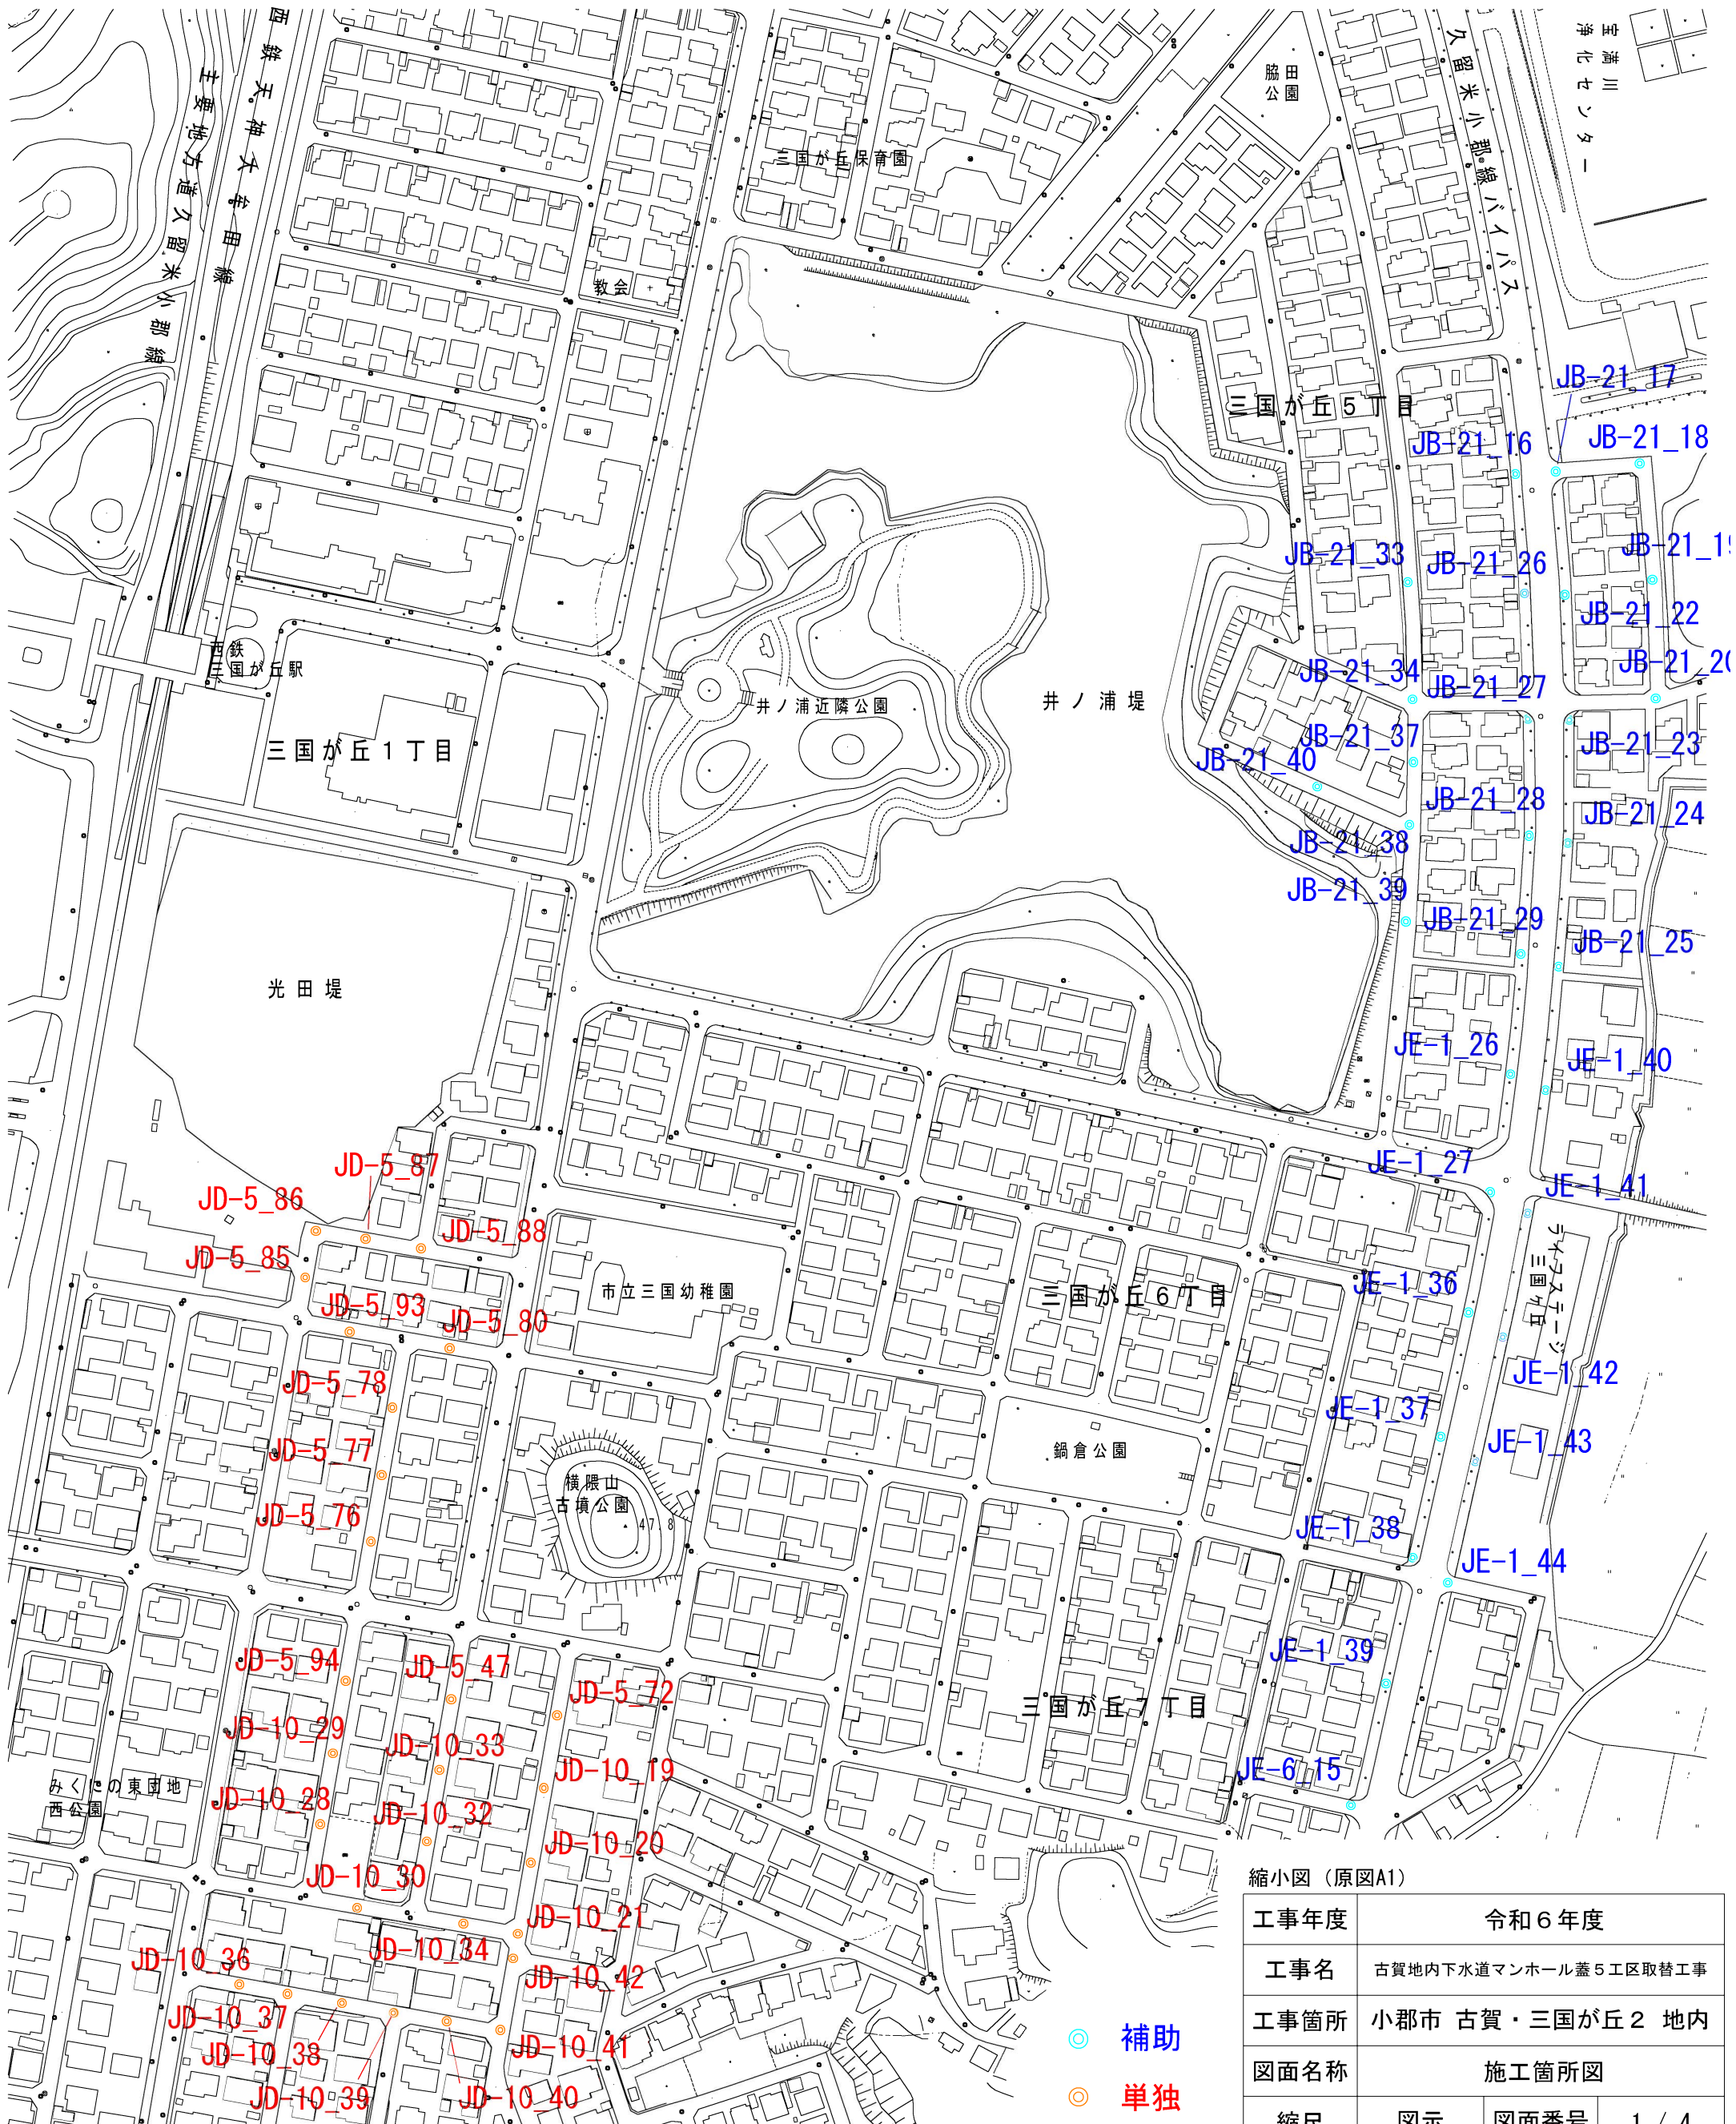 西鉄天神大牟田線
主要地方道久留米小郡線
三国が丘保育園
教会
脇田
公園
久留米小郡線バイパス
宝満川
浄化センター
三国が丘５丁目
JB-21_17
JB-21_18
JB-21_16
JB-21_33
JB-21_26
JB-21_22
JB-21_34
JB-21_27
JB-21_37
JB-21_23
JB-21_40
JB-21_28
JB-21_24
JB-21_38
JB-21_39
JB-21_29
JB-21_25
西鉄
三国が丘駅
三国が丘１丁目
井ノ浦近隣公園
井ノ浦堤
光田堤
JE-1_26
JE-1_40
JE-1_27
JE-1_41
ライフステージ
三国ヶ丘
JE-1_36
JE-1_42
JE-1_37
JE-1_43
JE-1_38
JE-1_44
JE-1_39
JE-6_15
JD-5_87
JD-5_86
JD-5_88
JD-5_85
JD-5_93
JD-5_80
JD-5_78
JD-5_77
JD-5_76
市立三国幼稚園
三国が丘６丁目
鍋倉公園
横隈山
古墳公園
47.8
三国が丘７丁目
JD-5_94
JD-5_47
JD-5_72
JD-10_29
JD-10_33
JD-10_19
みくにの東団地
西公園
JD-10_28
JD-10_32
JD-10_20
JD-10_30
JD-10_21
JD-10_34
JD-10_36
JD-10_42
JD-10_37
JD-10_38
JD-10_41
JD-10_39
JD-10_40
補助
単独
縮小図（原図A1）
工事年度 令和６年度
工事名 古賀地内下水道マンホール蓋５工区取替工事
工事箇所 小郡市 古賀・三国が丘２ 地内
図面名称 施工箇所図
縮尺 図示 図面番号 1 / 4